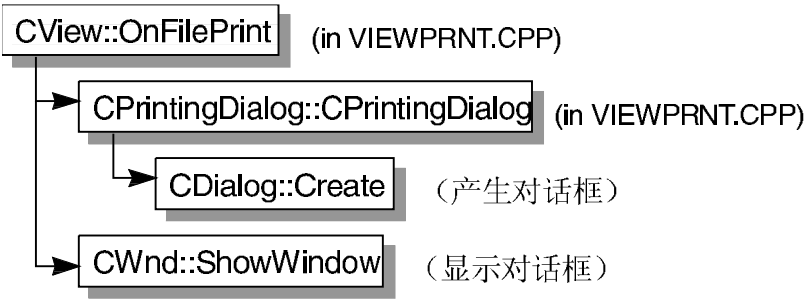 CView::OnFilePrint (in VIEWPRNT.CPP)
CPrintingDialog::CPrintingDialog (in VIEWPRNT.CPP)
CDialog::Create （产生对话框）
CWnd::ShowWindow （显示对话框）